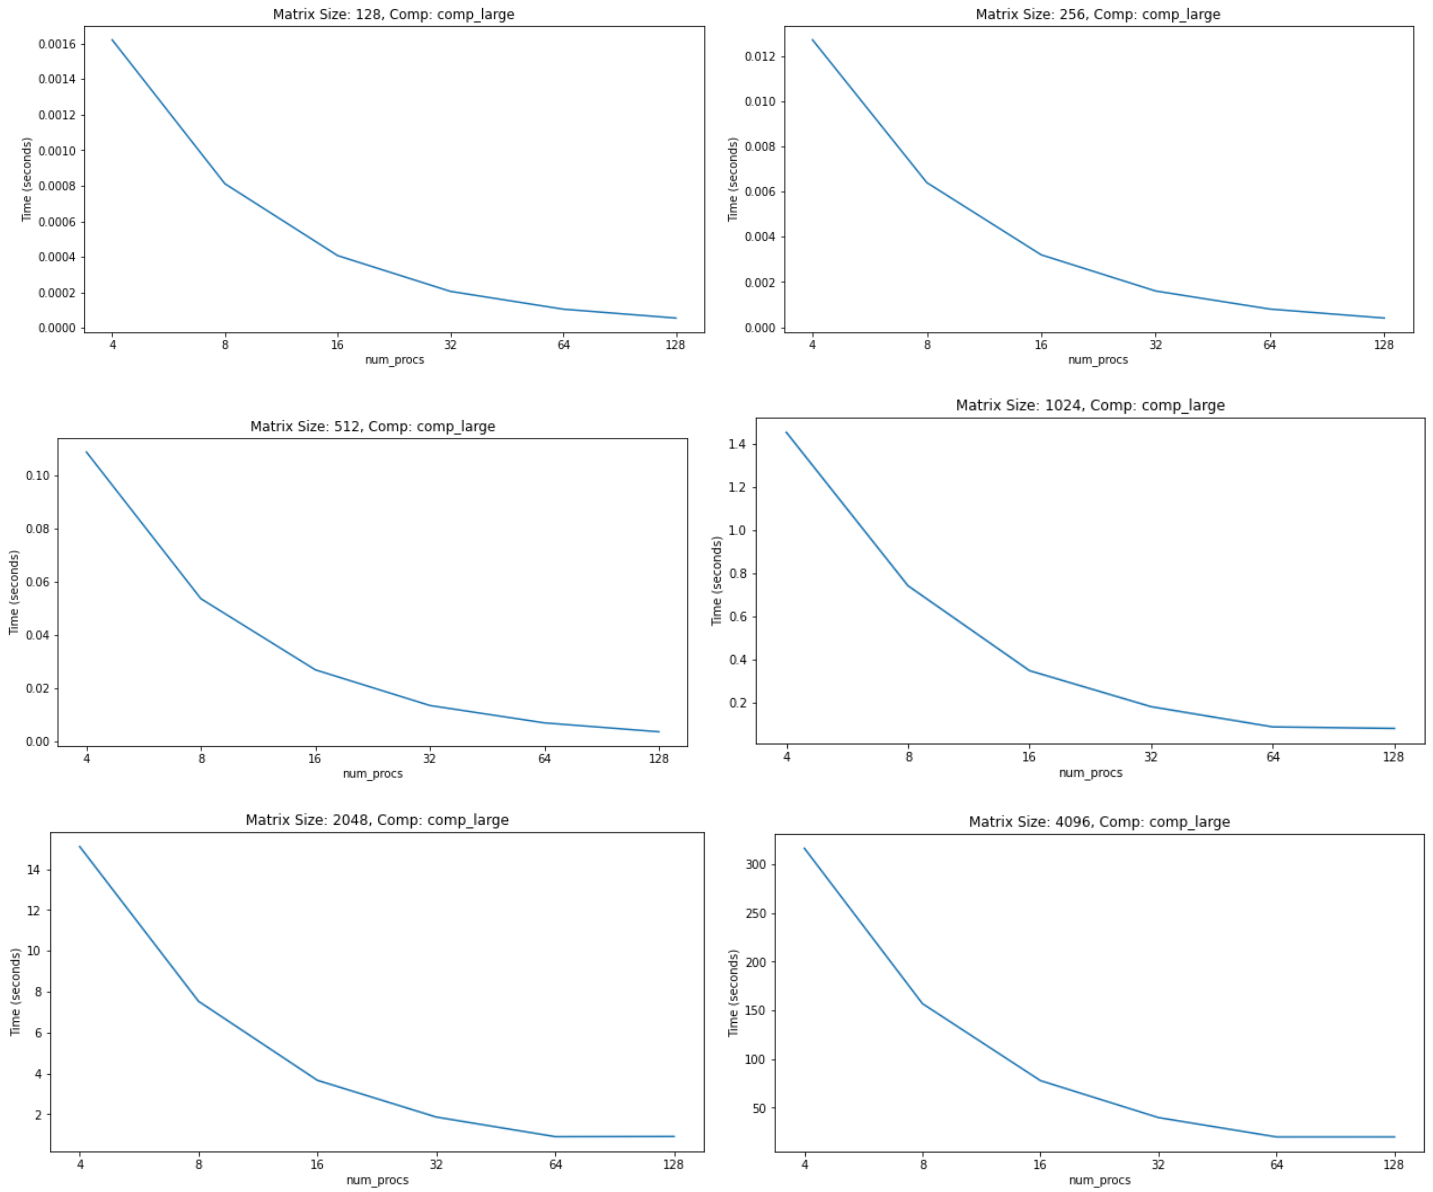 Matrix Size: 128, Comp: comp_large
Time (seconds)
0.0016
0.0014
0.0012
0.0010
0.0008
0.0006
0.0004
0.0002
0.0000
4 8 16 32 64 128
num_procs
Matrix Size: 256, Comp: comp_large
Time (seconds)
0.012
0.010
0.008
0.006
0.004
0.002
0.000
4 8 16 32 64 128
num_procs
Matrix Size: 512, Comp: comp_large
Time (seconds)
0.10
0.08
0.06
0.04
0.02
0.00
4 8 16 32 64 128
num_procs
Matrix Size: 1024, Comp: comp_large
Time (seconds)
1.4
1.2
1.0
0.8
0.6
0.4
0.2
4 8 16 32 64 128
num_procs
Matrix Size: 2048, Comp: comp_large
Time (seconds)
14
12
10
8
6
4
2
4 8 16 32 64 128
num_procs
Matrix Size: 4096, Comp: comp_large
Time (seconds)
300
250
200
150
100
50
4 8 16 32 64 128
num_procs